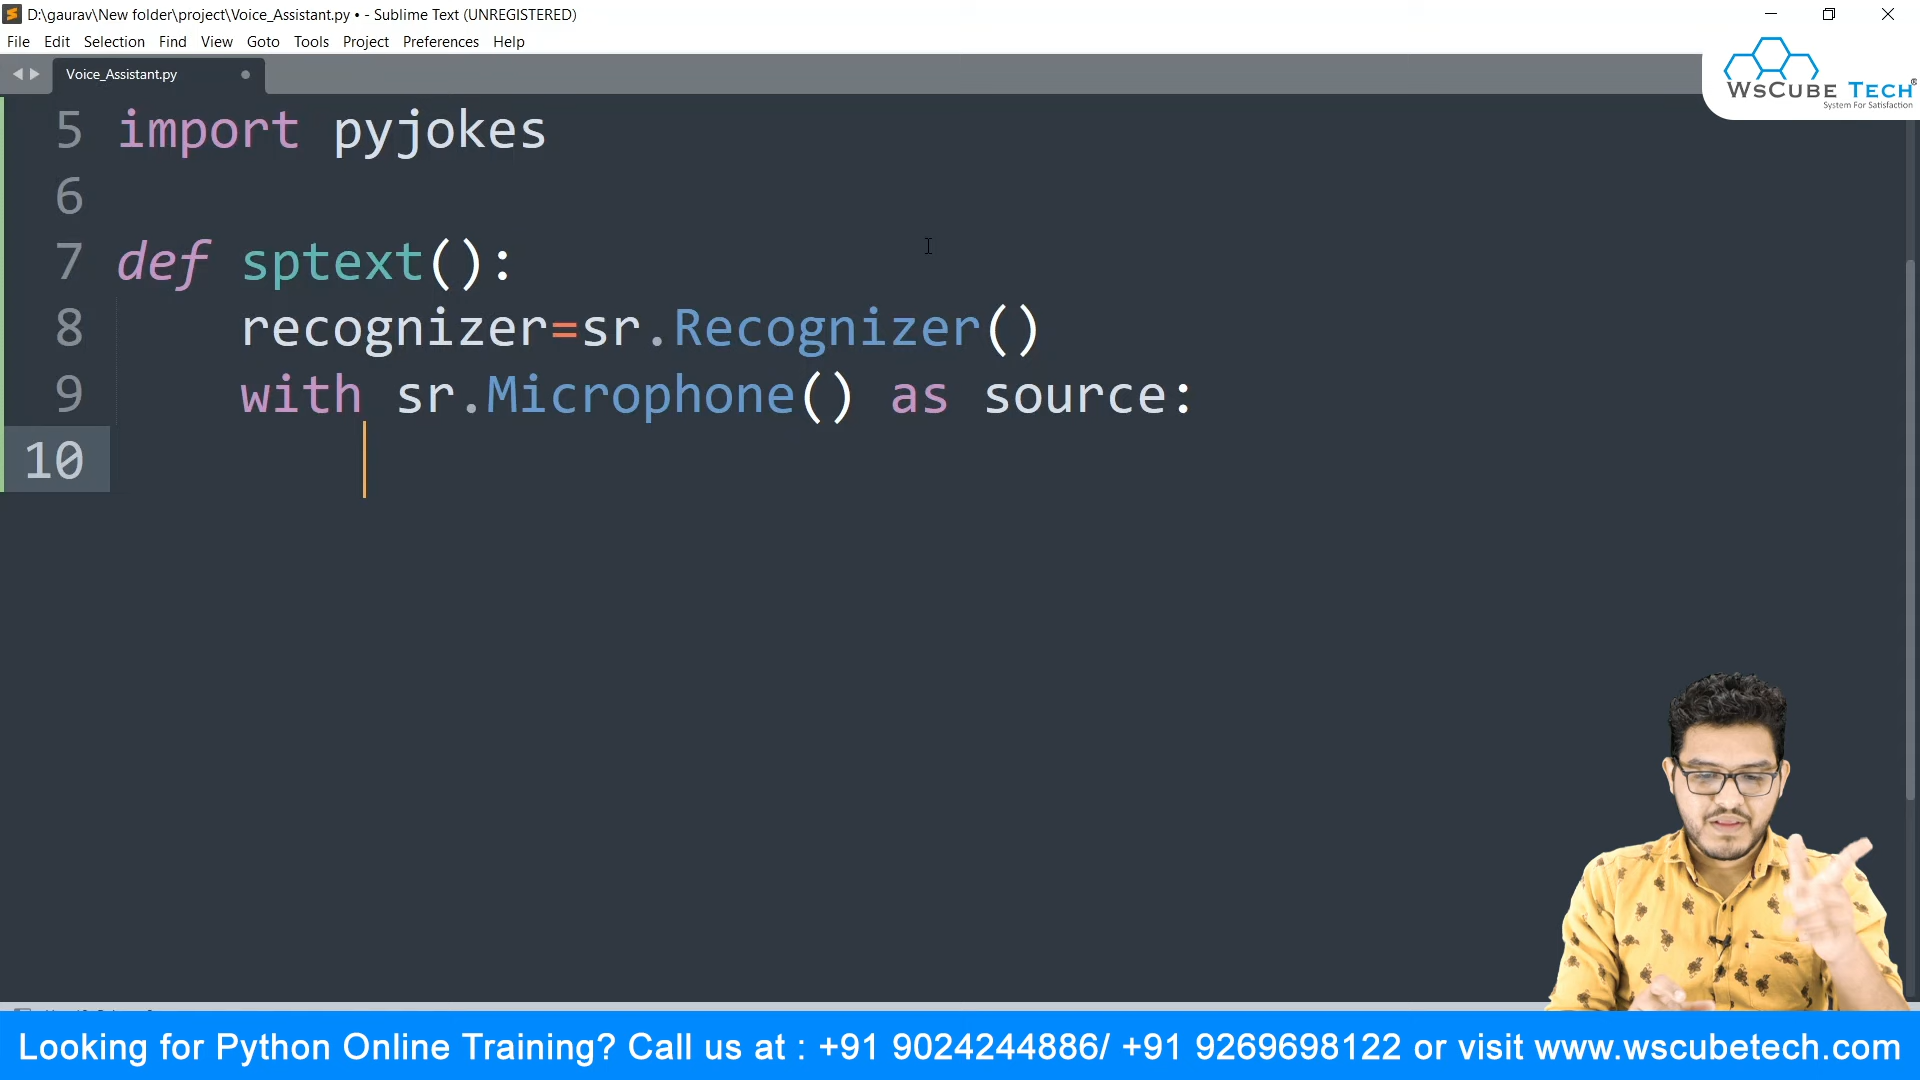 D:\gaurav\New folder\project\Voice_Assistant.py • - Sublime Text (UNREGISTERED)
File Edit Selection Find View Goto Tools Project Preferences Help
Voice_Assistant.py
WsCube Tech®
System For Satisfaction
5 import pyjokes
6
7 def sptext():
8 recognizer=sr.Recognizer()
9 with sr.Microphone() as source:
10
Looking for Python Online Training? Call us at : +91 9024244886/ +91 9269698122 or visit www.wscubetech.com